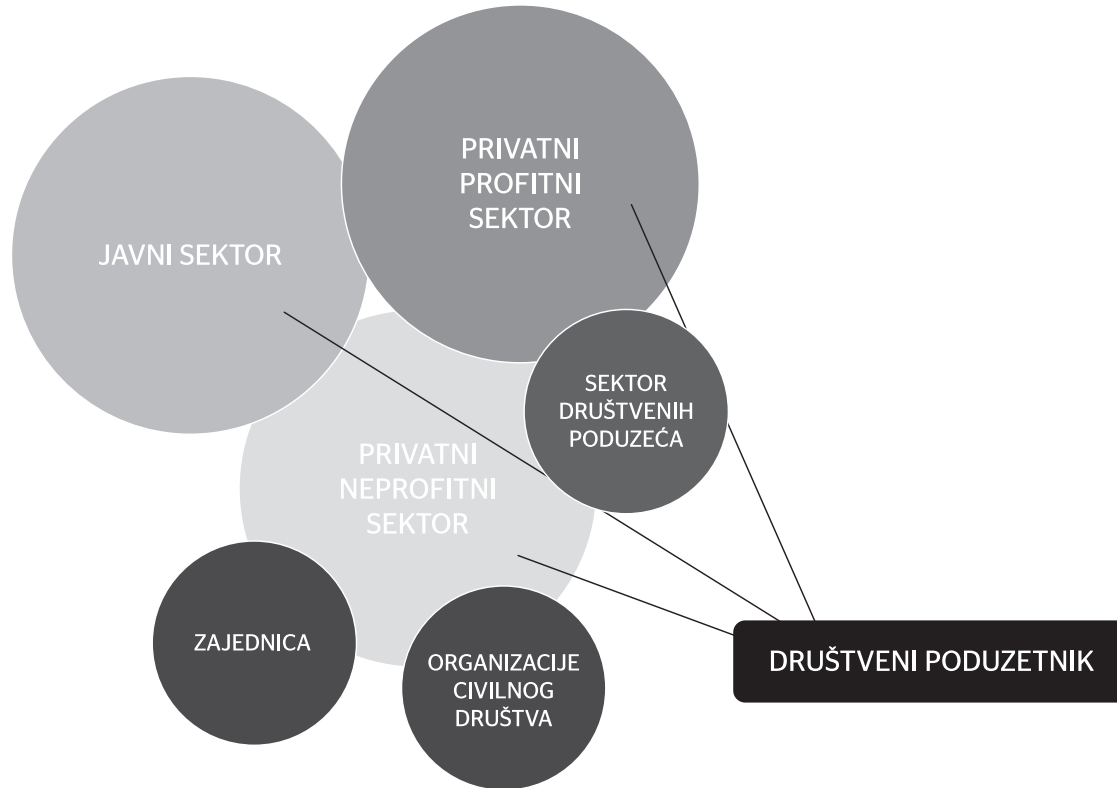 PRIVATNI
PROFITNI
SEKTOR
JAVNI SEKTOR
SEKTOR
DRUŠTVENIH
PODUZEĆA
PRIVATNI
NEPROFITNI
SEKTOR
ZAJEDNICA
ORGANIZACIJE
CIVILNOG
DRUŠTVA
DRUŠTVENI PODUZETNIK